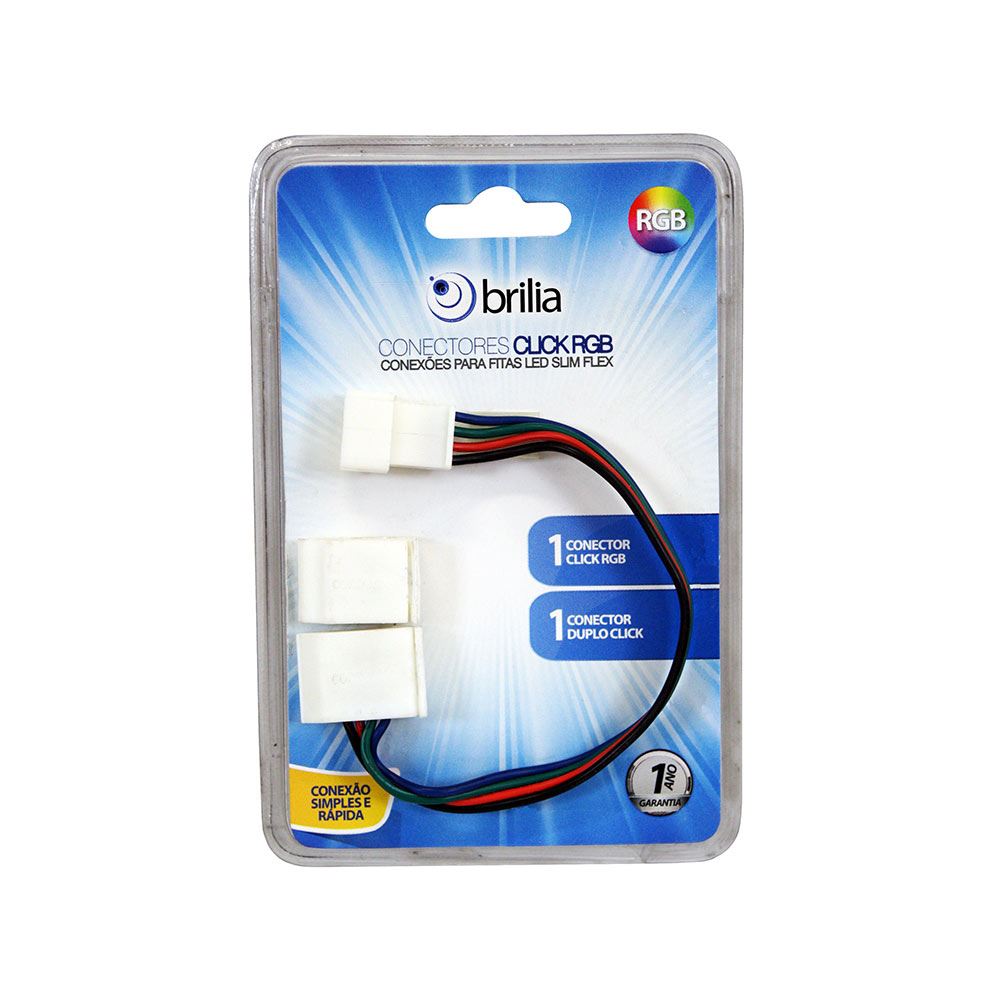 RGB
brilia
CONECTORES CLICK RGB
CONEXÕES PARA FITAS LED SLIM FLEX
1 CONECTOR
CLICK RGB
1 CONECTOR
DUPLO CLICK
CONEXÃO
SIMPLES E
RÁPIDA
1 ANO
GARANTIA